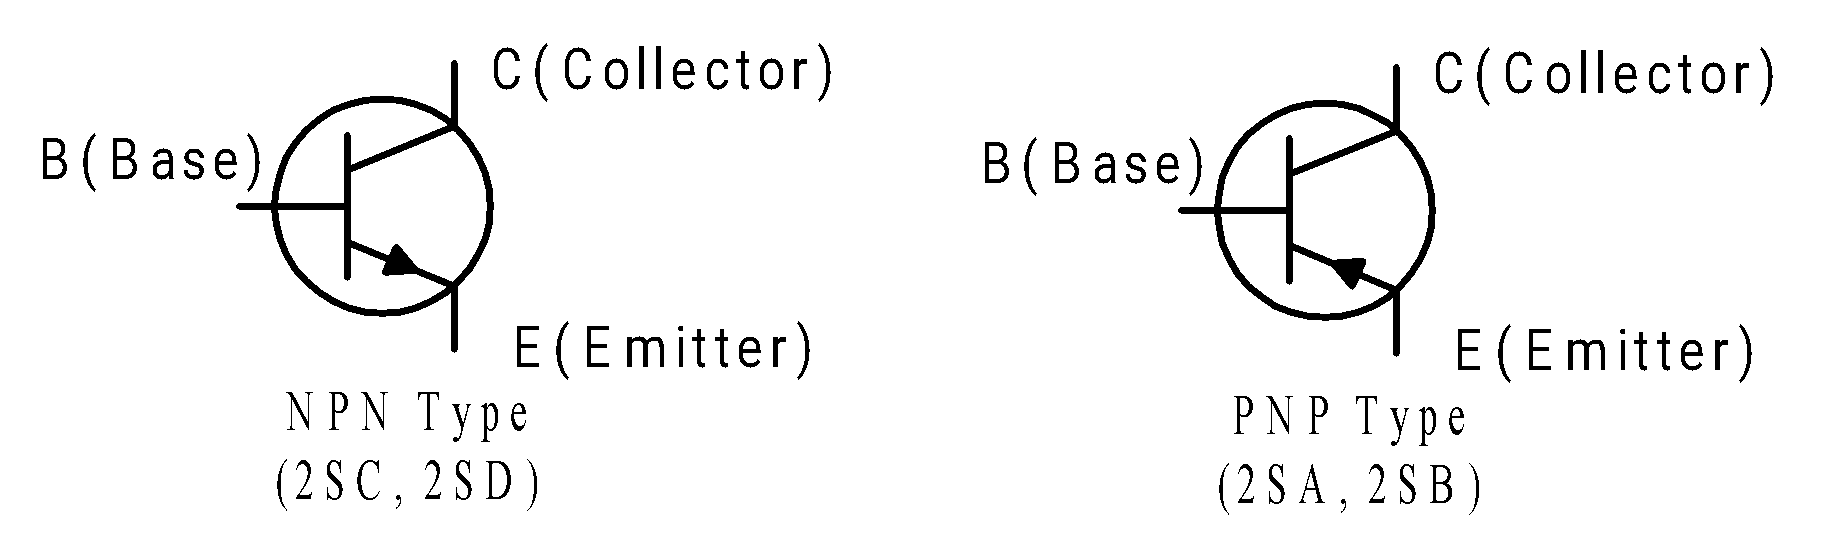 C(Collector)
B(Base)
E(Emitter)
NPN Type
(2SC, 2SD)
C(Collector)
B(Base)
E(Emitter)
PNP Type
(2SA, 2SB)